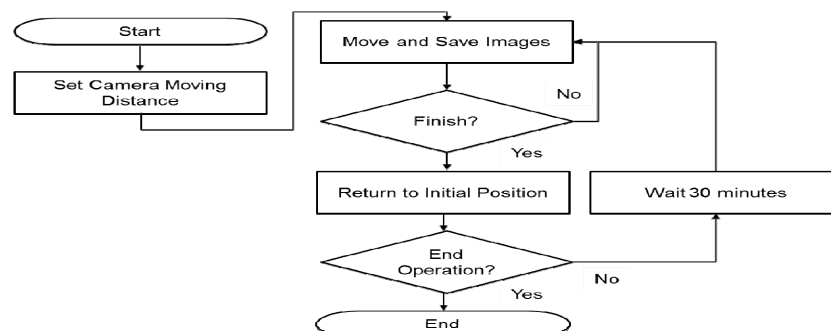 Start
Set Camera Moving
Distance
Move and Save Images
No
Finish?
Yes
Return to Initial Position
Wait 30 minutes
End
Operation?
No
Yes
End